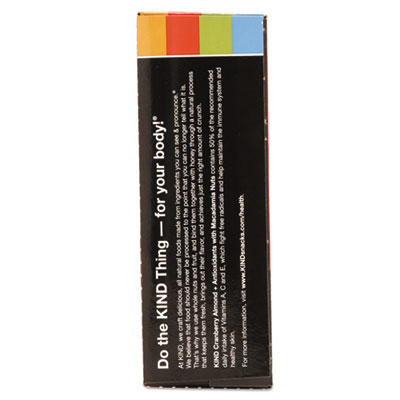 Do the KIND Thing — for your body!®
At KIND, we craft delicious, all natural foods made from ingredients you can see & pronounce.®
We believe that food should never be processed to the point that you can no longer tell what it is.
That's why we use whole nuts and fruit, and bind them together with honey through a natural process
that keeps them fresh, brings out their flavor, and achieves just the right amount of crunch.
KIND Cranberry Almond + Antioxidants with Macadamia Nuts contains 50% of the recommended
daily intake of Vitamins A, C and E, which fight free radicals and help maintain the immune system and
healthy skin.
For more information, visit www.KINDsnacks.com/health.